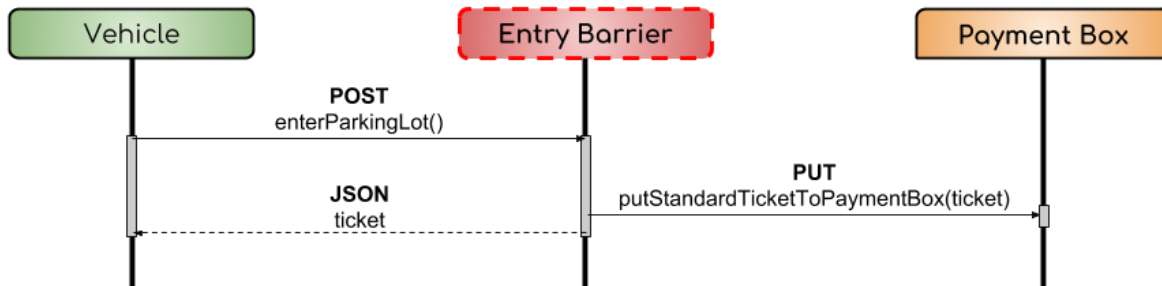 Vehicle
Entry Barrier
Payment Box
POST
enterParkingLot()
PUT
putStandardTicketToPaymentBox(ticket)
JSON
ticket